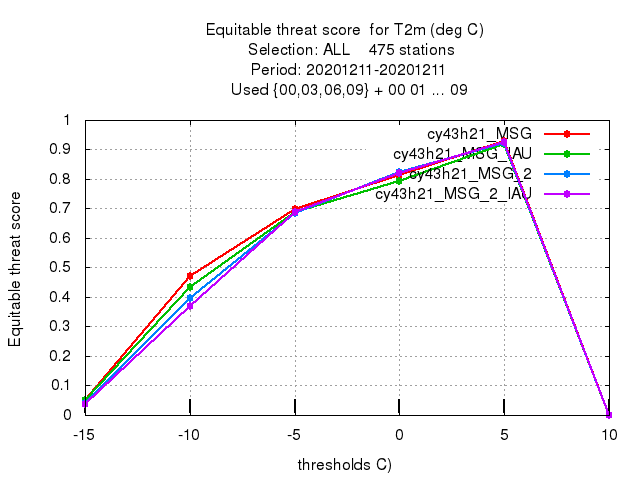 Equitable threat score  for T2m (deg C)
Selection: ALL    475 stations
Period: 20201211-20201211
Used {00,03,06,09} + 00 01 ... 09
1
0.9
0.8
0.7
0.6
0.5
0.4
0.3
0.2
0.1
0
Equitable threat score
cy43h21_MSG
cy43h21_MSG_IAU
cy43h21_MSG_2
cy43h21_MSG_2_IAU
-15
-10
-5
0
5
10
thresholds C)